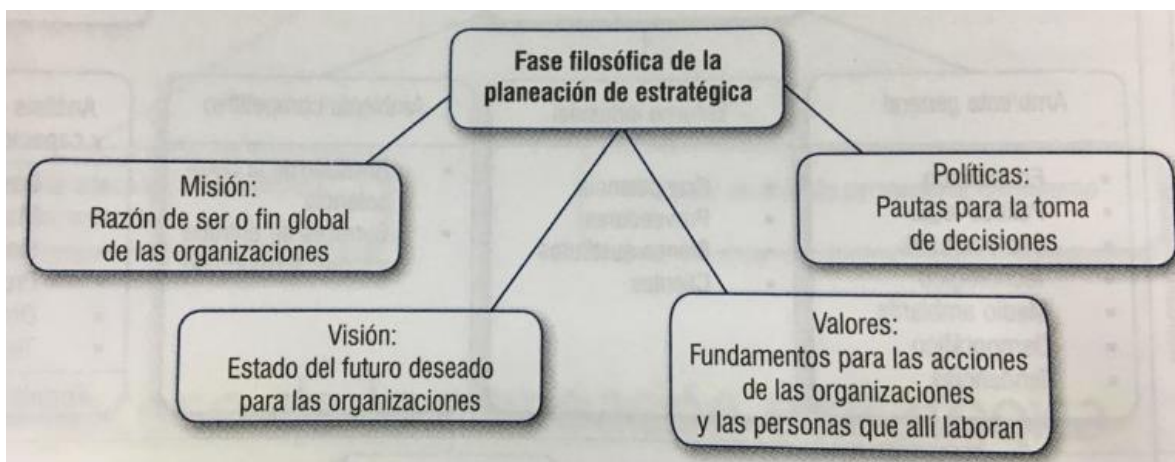 Fase filosófica de la
planeación de estratégica
Misión:
Razón de ser o fin global
de las organizaciones
Políticas:
Pautas para la toma
de decisiones
Visión:
Estado del futuro deseado
para las organizaciones
Valores:
Fundamentos para las acciones
de las organizaciones
y las personas que allí laboran